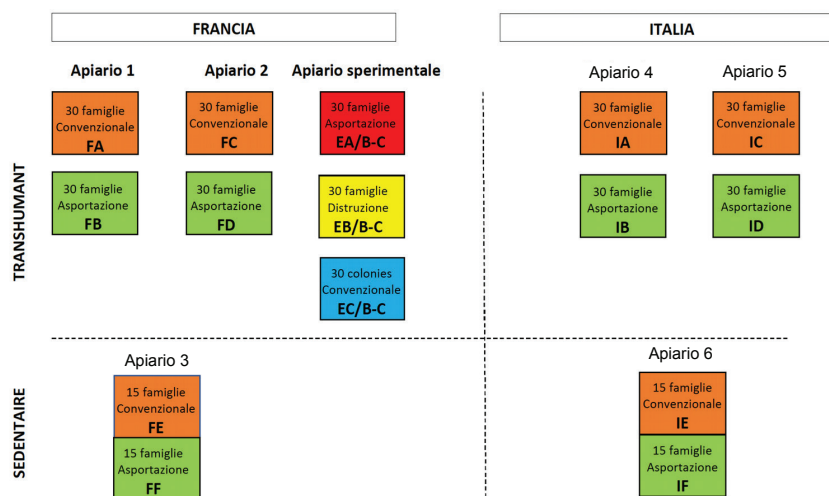 FRANCIA
ITALIA
Apiario 1
Apiario 2
Apiario sperimentale
Apiario 4
Apiario 5
TRANSHUMANT
30 famiglie
Convenzionale
FA
30 famiglie
Convenzionale
FC
30 famiglie
Asportazione
EA/B-C
30 famiglie
Convenzionale
IA
30 famiglie
Convenzionale
IC
30 famiglie
Asportazione
FB
30 famiglie
Asportazione
FD
30 famiglie
Distruzione
EB/B-C
30 famiglie
Asportazione
IB
30 famiglie
Asportazione
ID
30 colonies
Convenzionale
EC/B-C
SEDENTAIRE
Apiario 3
Apiario 6
15 famiglie
Convenzionale
FE
15 famiglie
Convenzionale
IE
15 famiglie
Asportazione
FF
15 famiglie
Asportazione
IF